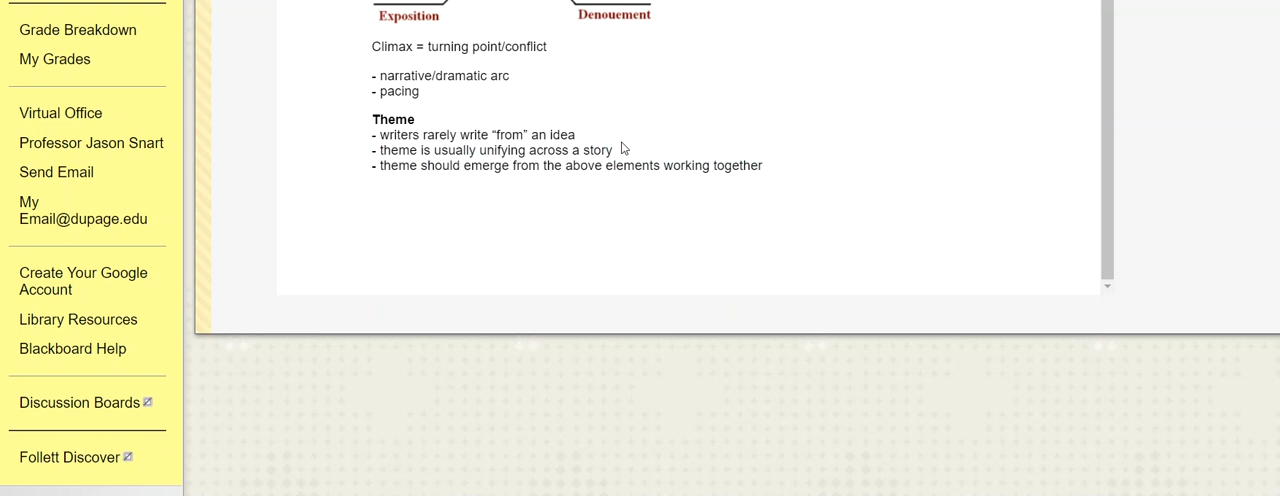 Grade Breakdown
My Grades
Virtual Office
Professor Jason Snart
Send Email
My
Email@dupage.edu
Create Your Google
Account
Library Resources
Blackboard Help
Discussion Boards
Follett Discover
Exposition
Denouement
Climax = turning point/conflict
- narrative/dramatic arc
- pacing
Theme
- writers rarely write “from” an idea
- theme is usually unifying across a story
- theme should emerge from the above elements working together